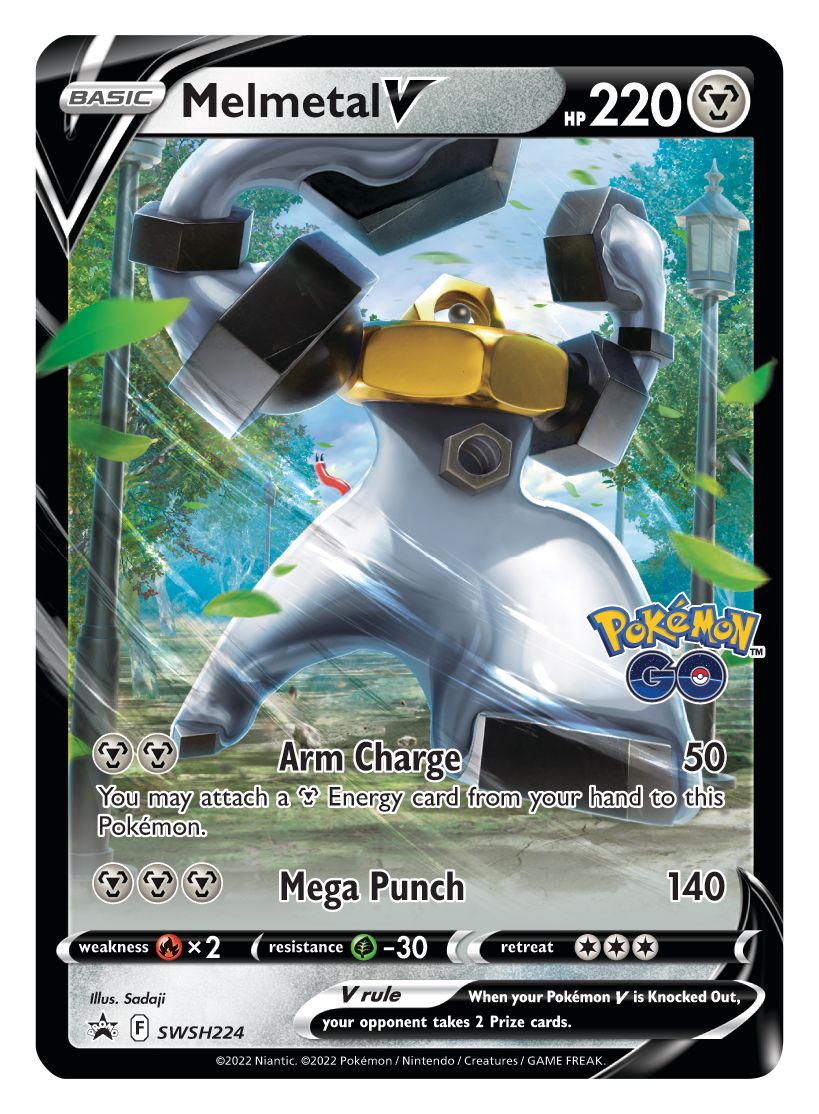 BASIC Melmetal V HP 220
POKéMON™
GO
Arm Charge 50
You may attach a Energy card from your hand to this
Pokémon.
Mega Punch 140
weakness ×2 resistance –30 retreat
Illus. Sadaji
V rule When your Pokémon V is Knocked Out,
your opponent takes 2 Prize cards.
PROMO F SWSH224
©2022 Niantic. ©2022 Pokémon / Nintendo / Creatures / GAME FREAK.